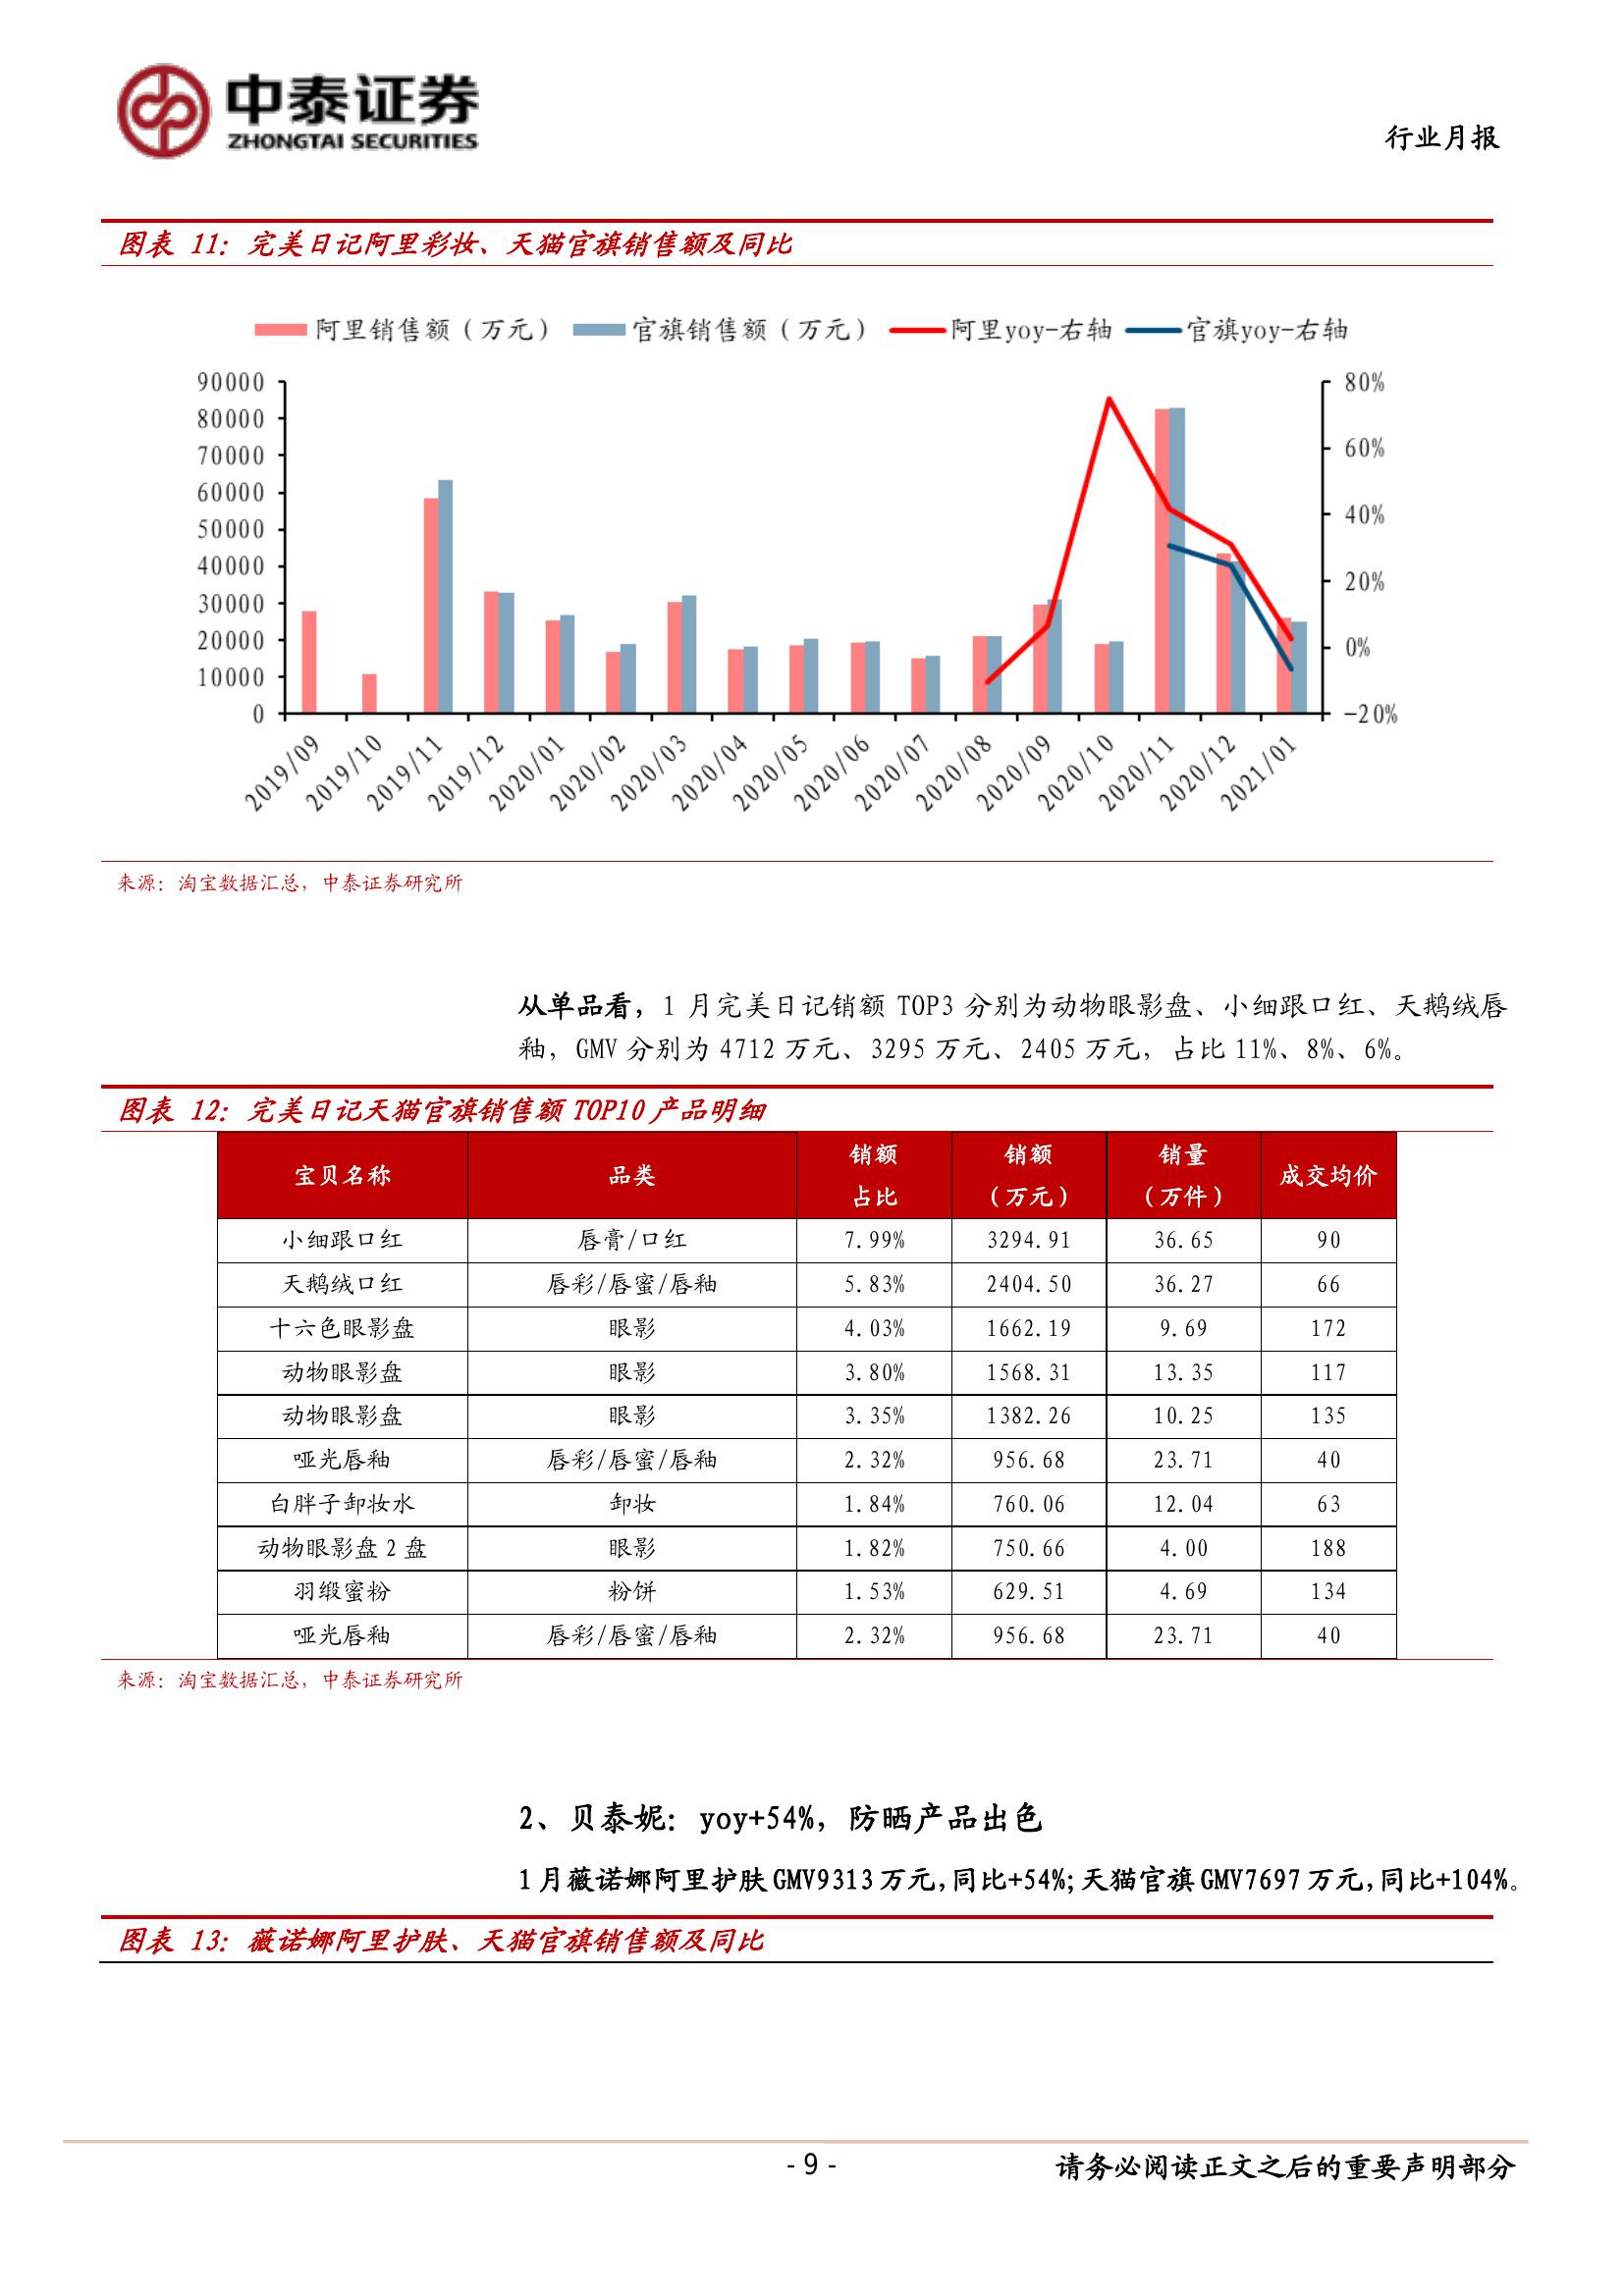 中泰证券
ZHONGTAI SECURITIES
行业月报
图表 11：完美日记阿里彩妆、天猫官旗销售额及同比
阿里销售额（万元） 官旗销售额（万元） 阿里yoy-右轴 官旗yoy-右轴
90000
80000
70000
60000
50000
40000
30000
20000
10000
0
80%
60%
40%
20%
0%
-20%
2019/09 2019/10 2019/11 2019/12 2020/01 2020/02 2020/03 2020/04 2020/05 2020/06 2020/07 2020/08 2020/09 2020/10 2020/11 2020/12 2021/01
来源：淘宝数据汇总，中泰证券研究所
从单品看，1 月完美日记销额 TOP3 分别为动物眼影盘、小细跟口红、天鹅绒唇
釉，GMV 分别为 4712 万元、3295 万元、2405 万元，占比 11%、8%、6%。
图表 12：完美日记天猫官旗销售额 TOP10 产品明细
宝贝名称 品类 销额占比 销额（万元） 销量（万件） 成交均价
小细跟口红 唇膏/口红 7.99% 3294.91 36.65 90
天鹅绒口红 唇彩/唇蜜/唇釉 5.83% 2404.50 36.27 66
十六色眼影盘 眼影 4.03% 1662.19 9.69 172
动物眼影盘 眼影 3.80% 1568.31 13.35 117
动物眼影盘 眼影 3.35% 1382.26 10.25 135
哑光唇釉 唇彩/唇蜜/唇釉 2.32% 956.68 23.71 40
白胖子卸妆水 卸妆 1.84% 760.06 12.04 63
动物眼影盘 2 盘 眼影 1.82% 750.66 4.00 188
羽缎蜜粉 粉饼 1.53% 629.51 4.69 134
哑光唇釉 唇彩/唇蜜/唇釉 2.32% 956.68 23.71 40
来源：淘宝数据汇总，中泰证券研究所
2、贝泰妮：yoy+54%，防晒产品出色
1 月薇诺娜阿里护肤 GMV9313 万元，同比+54%；天猫官旗 GMV7697 万元，同比+104%。
图表 13：薇诺娜阿里护肤、天猫官旗销售额及同比
- 9 -
请务必阅读正文之后的重要声明部分